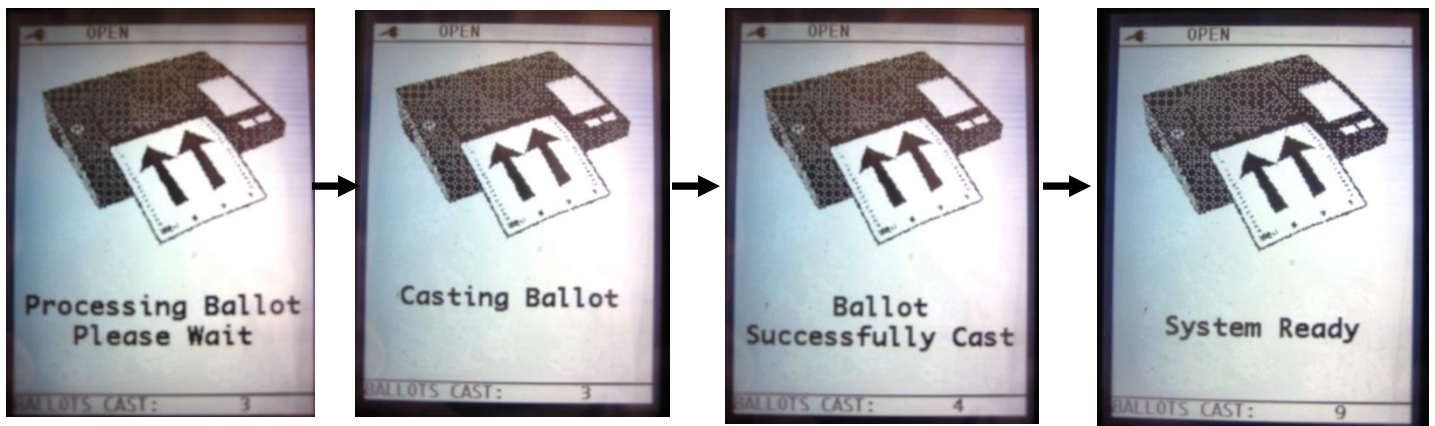 OPEN
Processing Ballot
Please Wait
BALLOTS CAST: 3
OPEN
Casting Ballot
BALLOTS CAST: 3
OPEN
Ballot
Successfully Cast
BALLOTS CAST: 4
OPEN
System Ready
BALLOTS CAST: 9